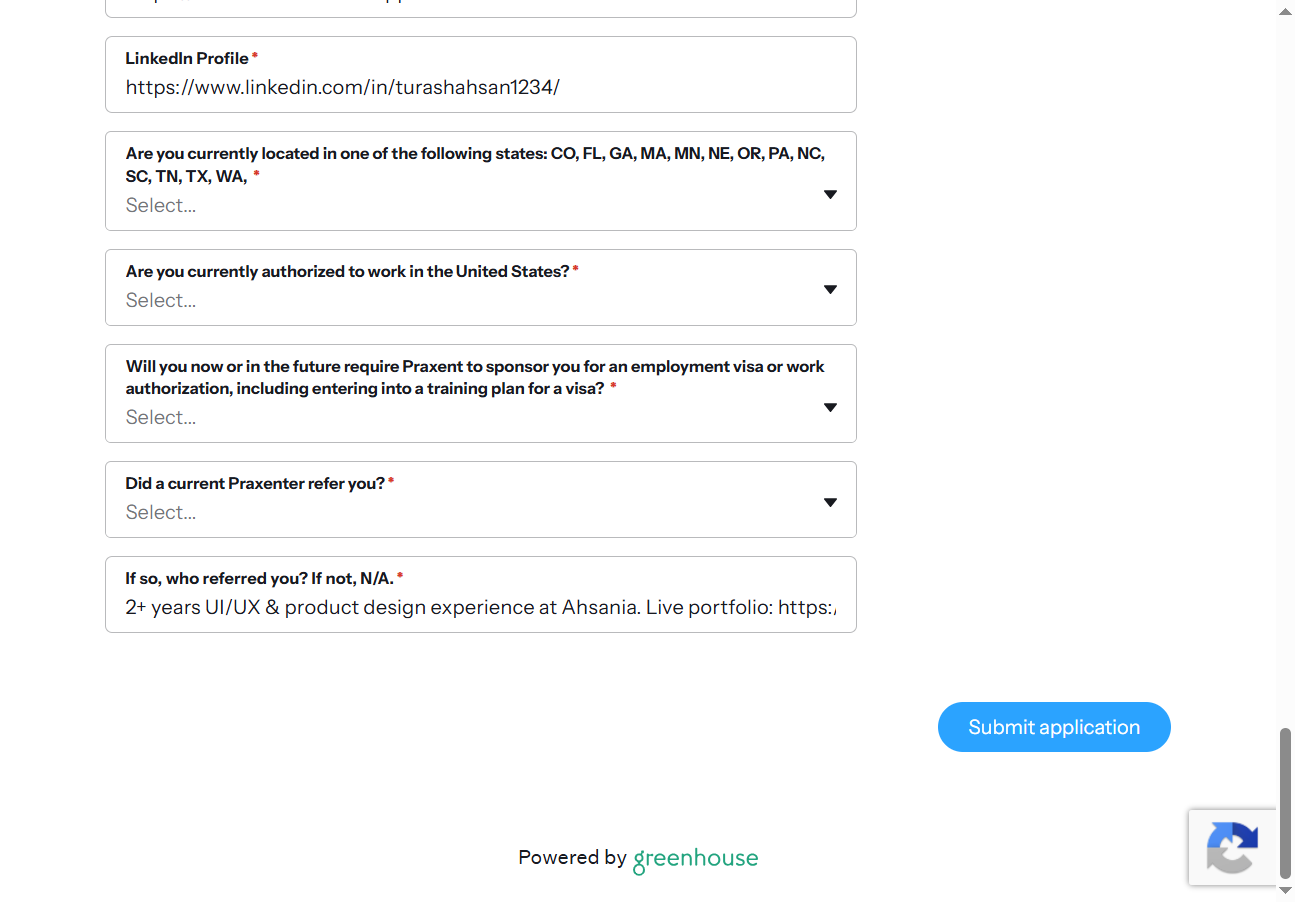 LinkedIn Profile*
https://www.linkedin.com/in/turashahsan1234/
Are you currently located in one of the following states: CO, FL, GA, MA, MN, NE, OR, PA, NC,
SC, TN, TX, WA, *
Select...
Are you currently authorized to work in the United States?*
Select...
Will you now or in the future require Praxent to sponsor you for an employment visa or work
authorization, including entering into a training plan for a visa? *
Select...
Did a current Praxenter refer you?*
Select...
If so, who referred you? If not, N/A.*
2+ years UI/UX & product design experience at Ahsania. Live portfolio: https:/
Submit application
Powered by greenhouse